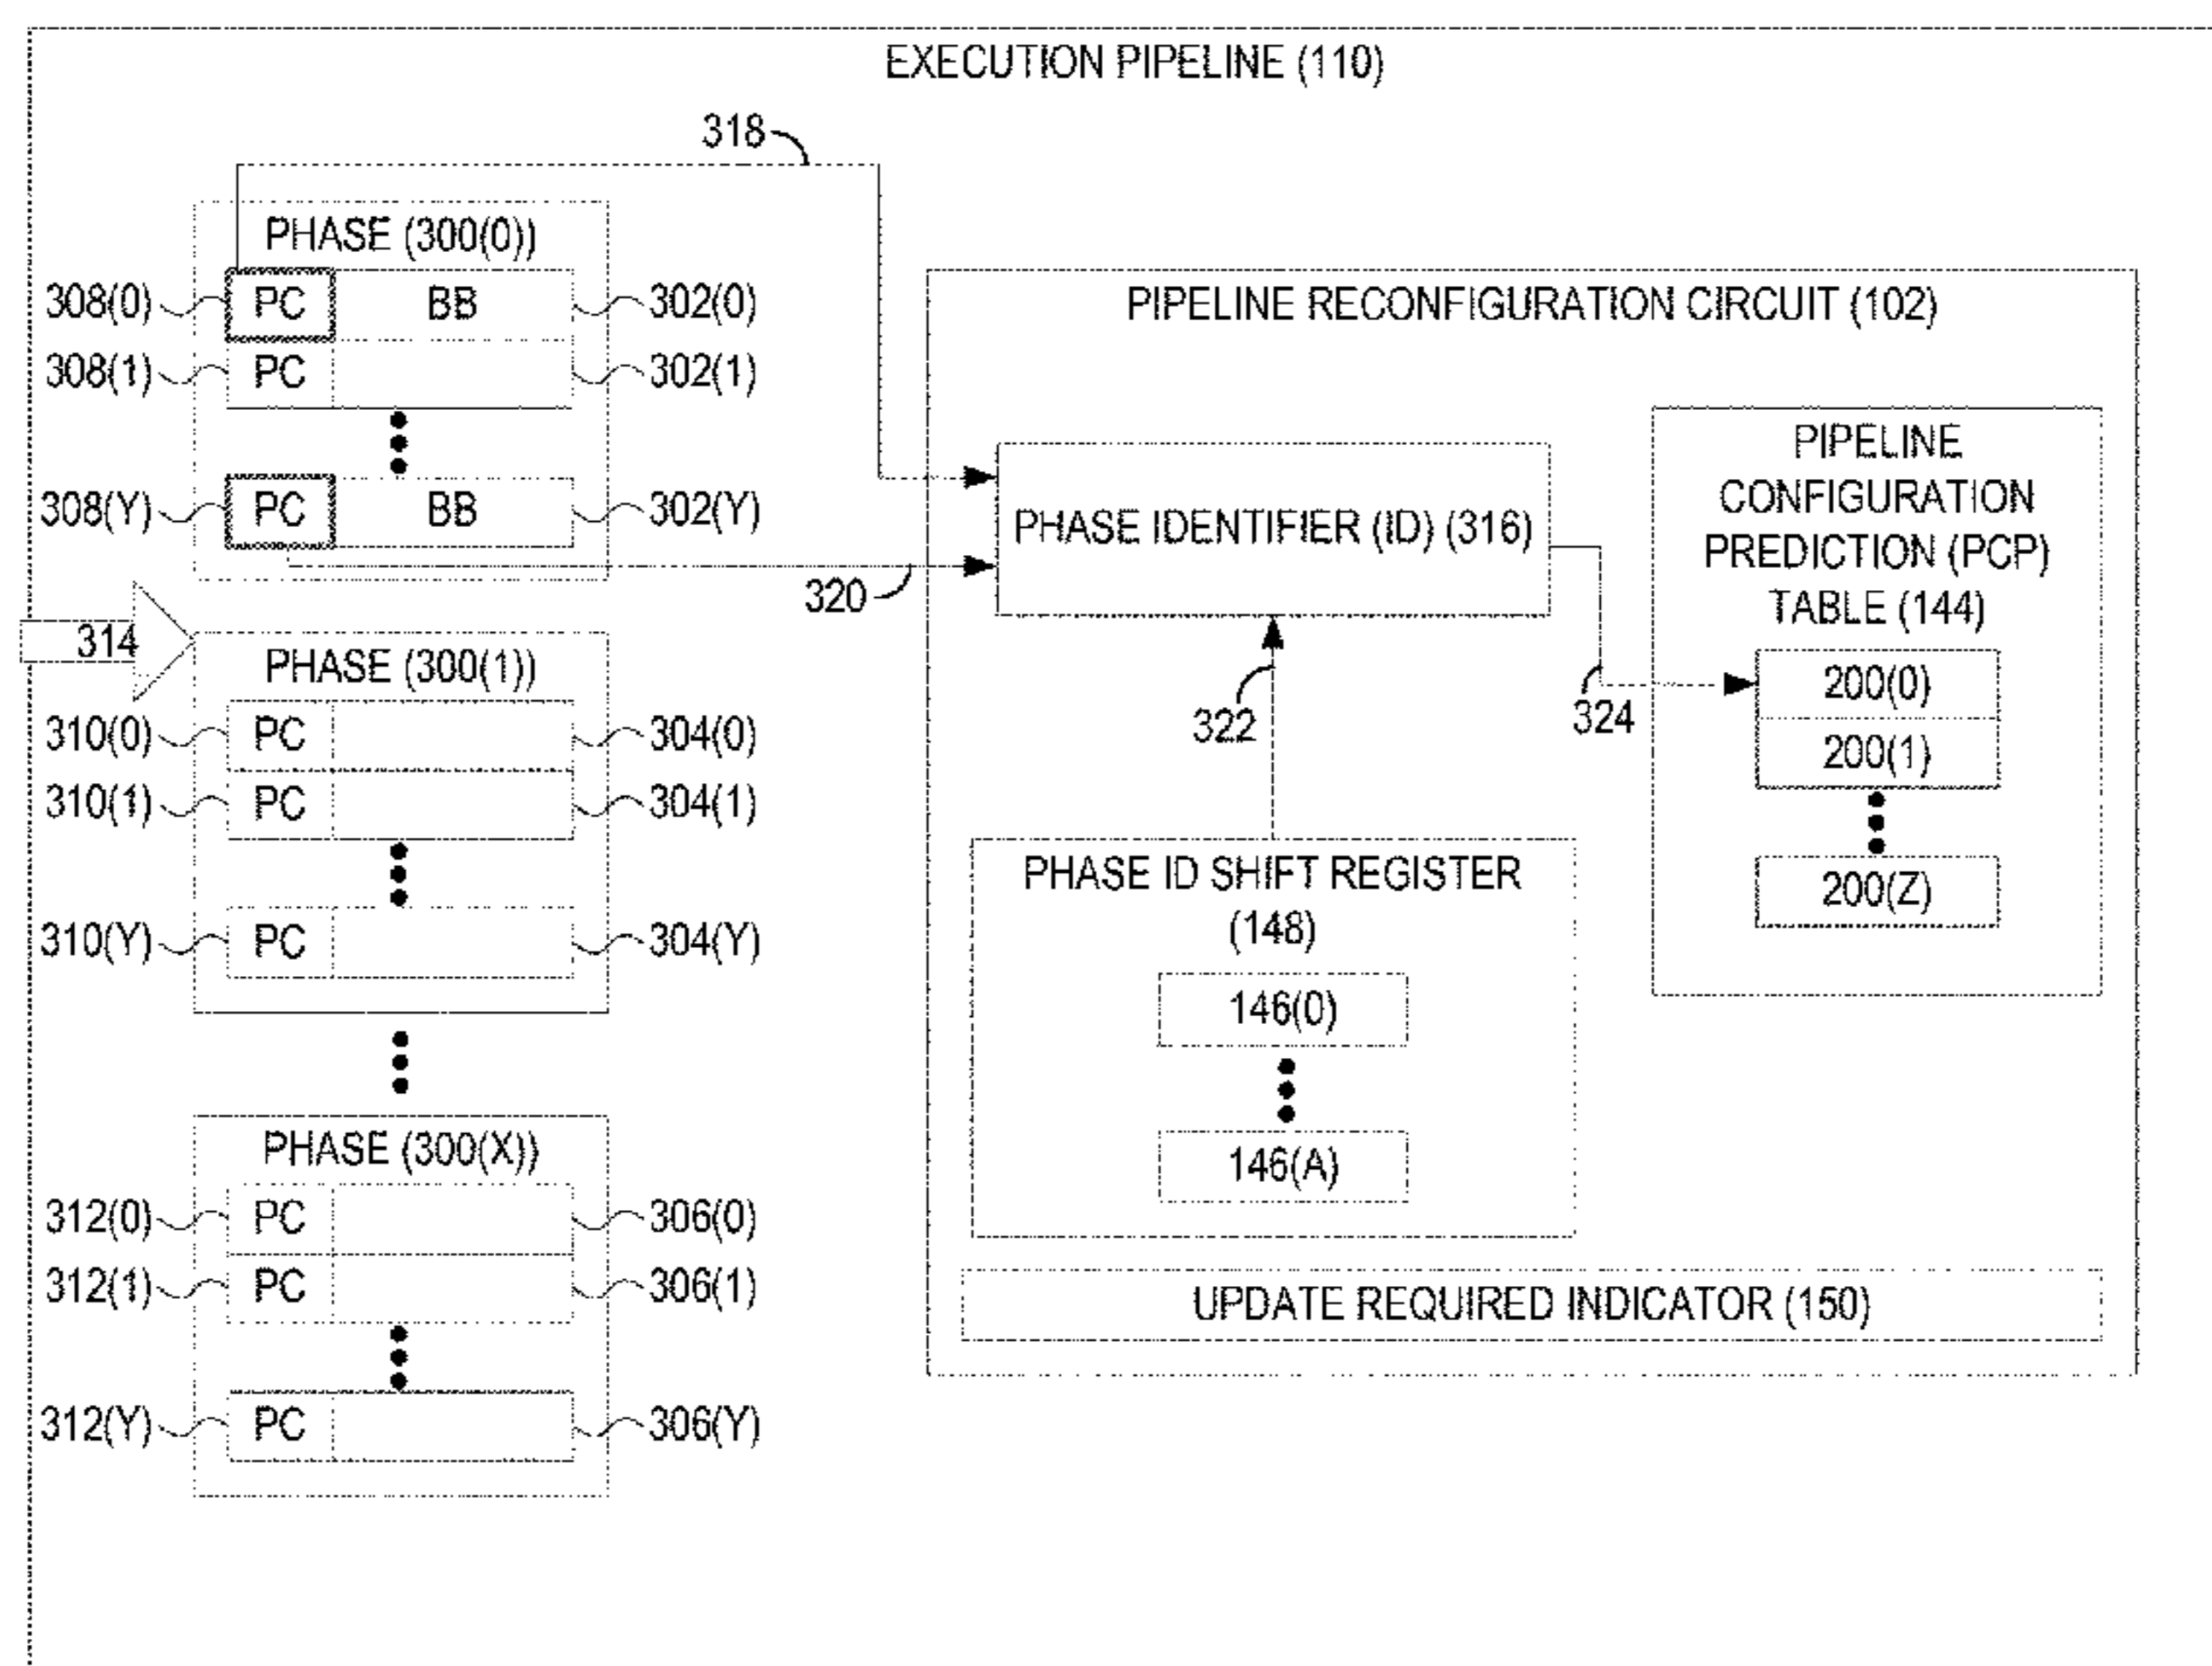 EXECUTION PIPELINE (110)
318
PHASE (300(0))
308(0) PC BB 302(0)
308(1) PC 302(1)
308(Y) PC BB 302(Y)
320
314
PHASE (300(1))
310(0) PC 304(0)
310(1) PC 304(1)
310(Y) PC 304(Y)
PHASE (300(X))
312(0) PC 306(0)
312(1) PC 306(1)
312(Y) PC 306(Y)
PIPELINE RECONFIGURATION CIRCUIT (102)
PHASE IDENTIFIER (ID) (316)
322
324
PIPELINE
CONFIGURATION
PREDICTION (PCP)
TABLE (144)
200(0)
200(1)
200(Z)
PHASE ID SHIFT REGISTER
(148)
146(0)
146(A)
UPDATE REQUIRED INDICATOR (150)